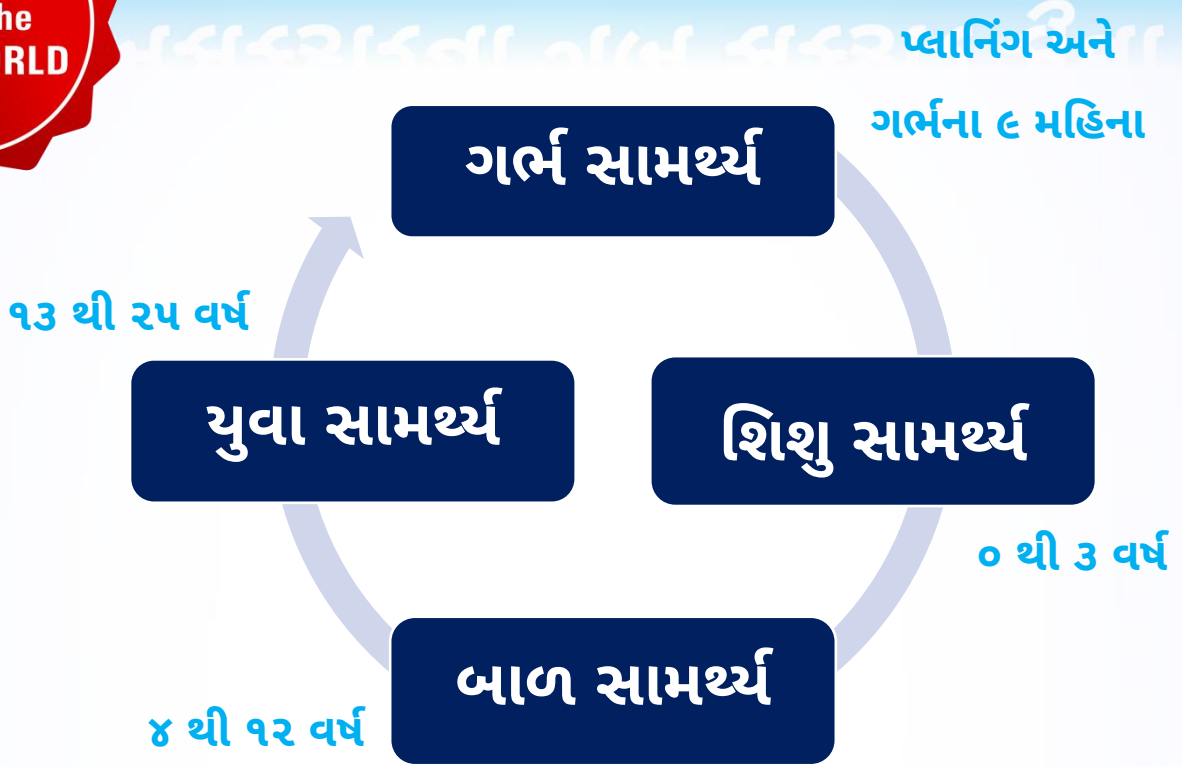 he
RLD
પ્લાનિંગ અને
ગર્ભના ૯ મહિના
ગર્ભ સામર્થ્ય
૧૩ થી ૨૫ વર્ષ
યુવા સામર્થ્ય
શિશુ સામર્થ્ય
૦ થી ૩ વર્ષ
બાળ સામર્થ્ય
૪ થી ૧૨ વર્ષ